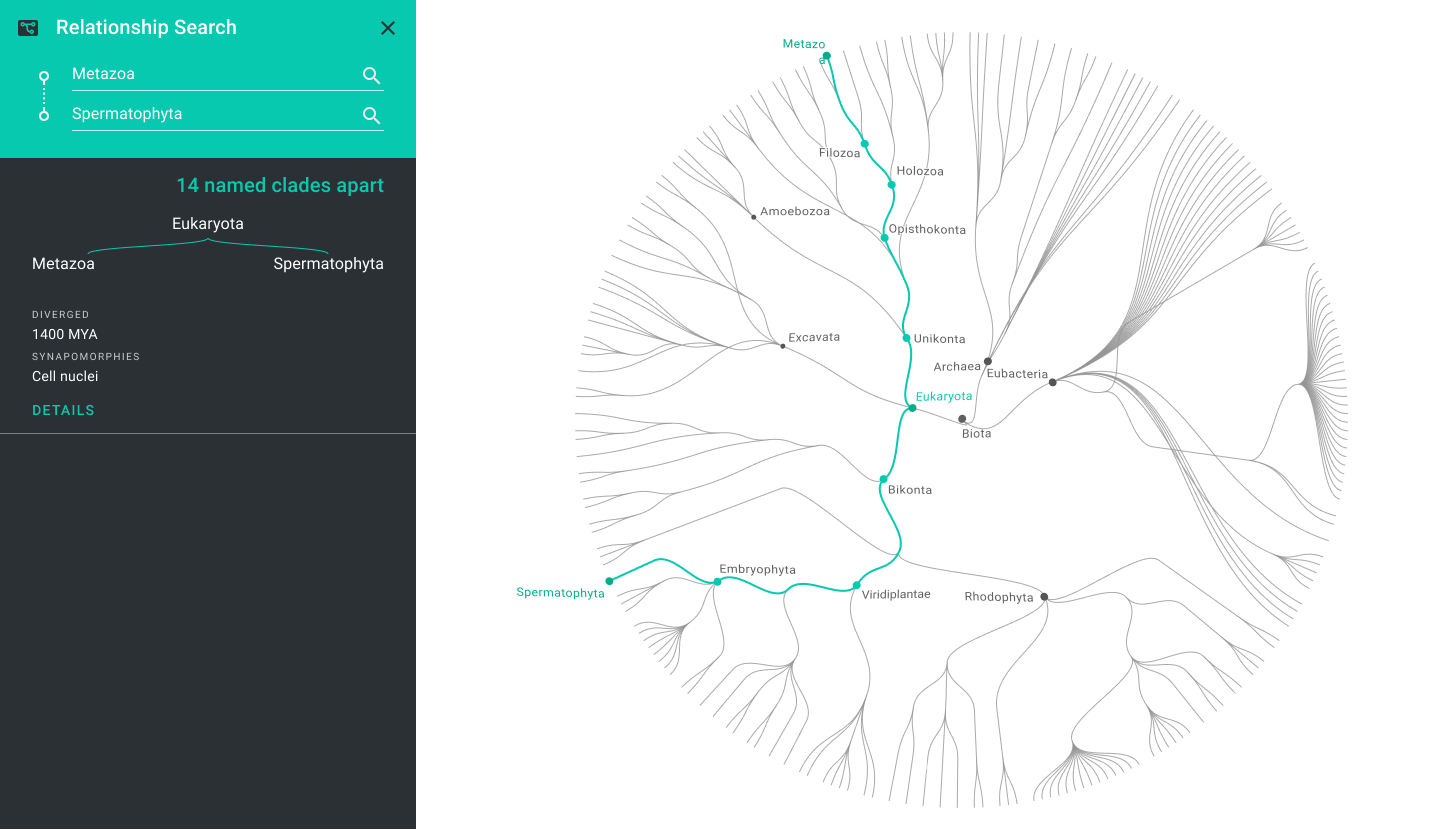 Relationship Search
Metazoa
Spermatophyta
14 named clades apart
Eukaryota
Metazoa
Spermatophyta
DIVERGED
1400 MYA
SYNAPOMORPHIES
Cell nuclei
DETAILS
Metazo
a
Filozoa
Holozoa
Amoebozoa
Opisthokonta
Excavata
Unikonta
Archaea
Eubacteria
Eukaryota
Biota
Bikonta
Embryophyta
Spermatophyta
Viridiplantae
Rhodophyta